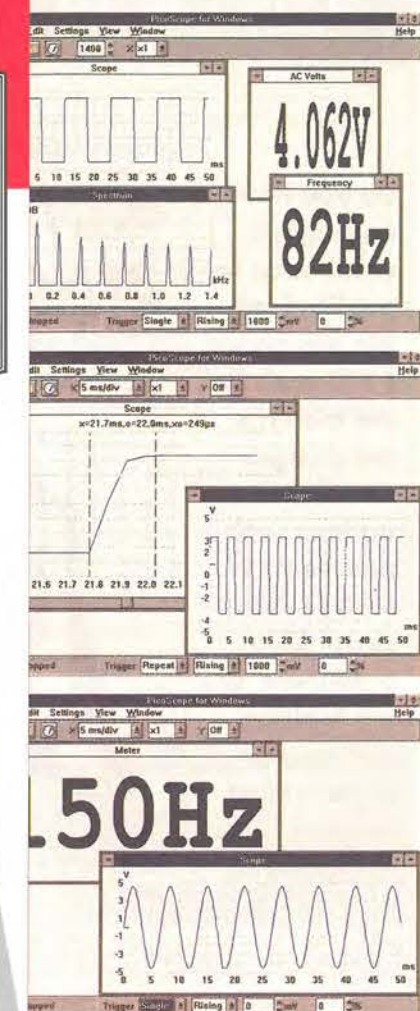 PicoScope for Windows
dit Settings View Window Help
1400 × x1
Scope
ms
5 10 15 20 25 30 35 40 45 50
AC Volts
4.062V
Spectrum
dB
kHz
0.2 0.4 0.6 0.8 1.0 1.2 1.4
Frequency
82Hz
topped Trigger Single Rising 1000 mV 0 %
PicoScope for Windows
dit Settings View Window Help
5 ms/div x1 Y Off
Scope
x=21.7ms,o=22.0ms,xo=249µs
21.6 21.7 21.8 21.9 22.0 22.1
Scope
V
5
3
2
0
-1
-2
-4
-5
ms
0 5 10 15 20 25 30 35 40 45 50
topped Trigger Repeat Rising 1000 mV 0 %
PicoScope for Windows
dit Settings View Window Help
5 ms/div x1 Y Off
Meter
150Hz
Scope
V
5
3
1
-1
-3
-5
ms
0 5 10 15 20 25 30 35 40 45 50
topped Trigger Single Rising 0 mV 0 %